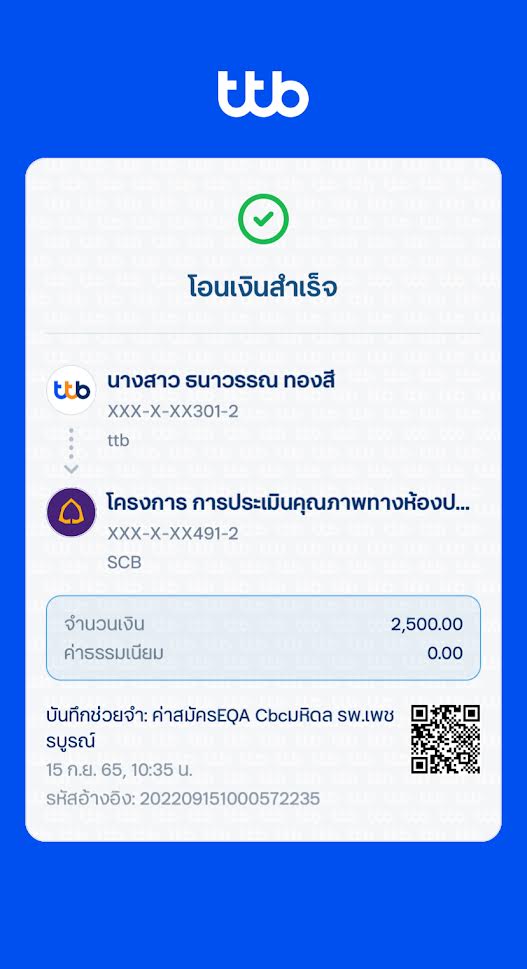 ttb
โอนเงินสำเร็จ
ttb
นางสาว ธนาวรรณ ทองสี
XXX-X-XX301-2
ttb
โครงการ การประเมินคุณภาพทางห้องป...
XXX-X-XX491-2
SCB
จำนวนเงิน 2,500.00
ค่าธรรมเนียม 0.00
บันทึกช่วยจำ: ค่าสมัครEQA Cbcมหิดล รพ.เพช
รบูรณ์
15 ก.ย. 65, 10:35 น.
รหัสอ้างอิง: 202209151000572235